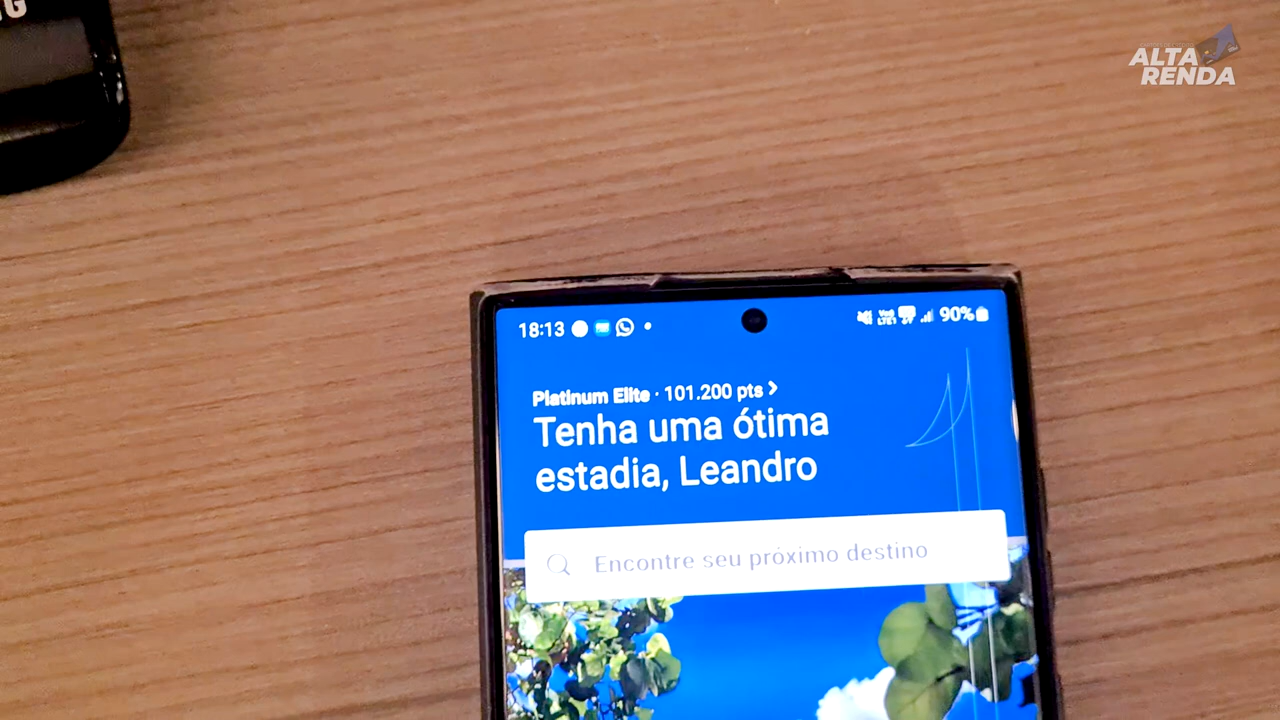 ALTA
RENDA
18:13
90%
Platinum Elite · 101.200 pts >
Tenha uma ótima
estadia, Leandro
Encontre seu próximo destino